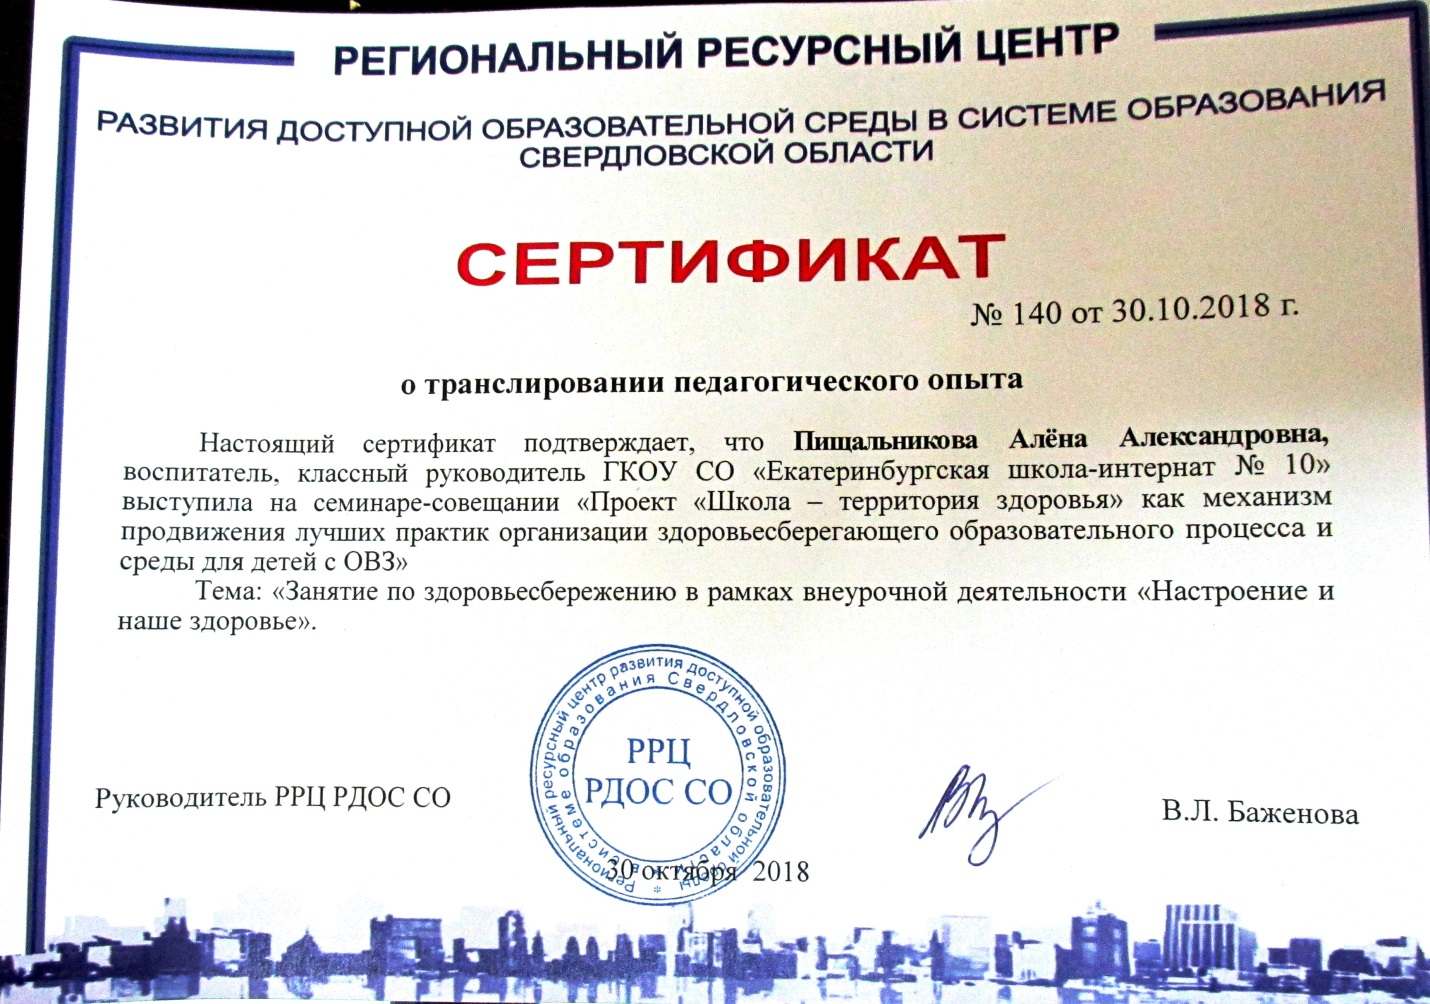 РЕГИОНАЛЬНЫЙ РЕСУРСНЫЙ ЦЕНТР
РАЗВИТИЯ ДОСТУПНОЙ ОБРАЗОВАТЕЛЬНОЙ СРЕДЫ В СИСТЕМЕ ОБРАЗОВАНИЯ
СВЕРДЛОВСКОЙ ОБЛАСТИ
СЕРТИФИКАТ
№ 140 от 30.10.2018 г.
о транслировании педагогического опыта
Настоящий сертификат подтверждает, что Пищальникова Алёна Александровна,
воспитатель, классный руководитель ГКОУ СО «Екатеринбургская школа-интернат № 10»
выступила на семинаре-совещании «Проект «Школа – территория здоровья» как механизм
продвижения лучших практик организации здоровьесберегающего образовательного процесса и
среды для детей с ОВЗ»
Тема: «Занятие по здоровьесбережению в рамках внеурочной деятельности «Настроение и
наше здоровье».
Региональный ресурсный центр развития доступной образовательной среды
в системе образования Свердловской области
РРЦ
РДОС СО
Руководитель РРЦ РДОС СО
В.Л. Баженова
30 октября 2018